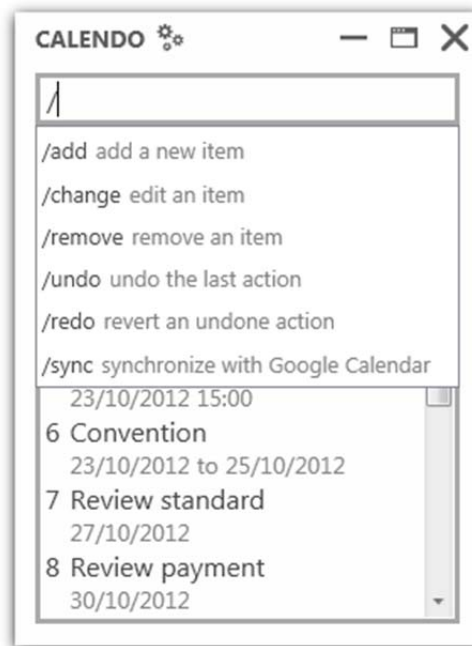 CALENDO
/
/add add a new item
/change edit an item
/remove remove an item
/undo undo the last action
/redo revert an undone action
/sync synchronize with Google Calendar
23/10/2012 15:00
6 Convention
23/10/2012 to 25/10/2012
7 Review standard
27/10/2012
8 Review payment
30/10/2012